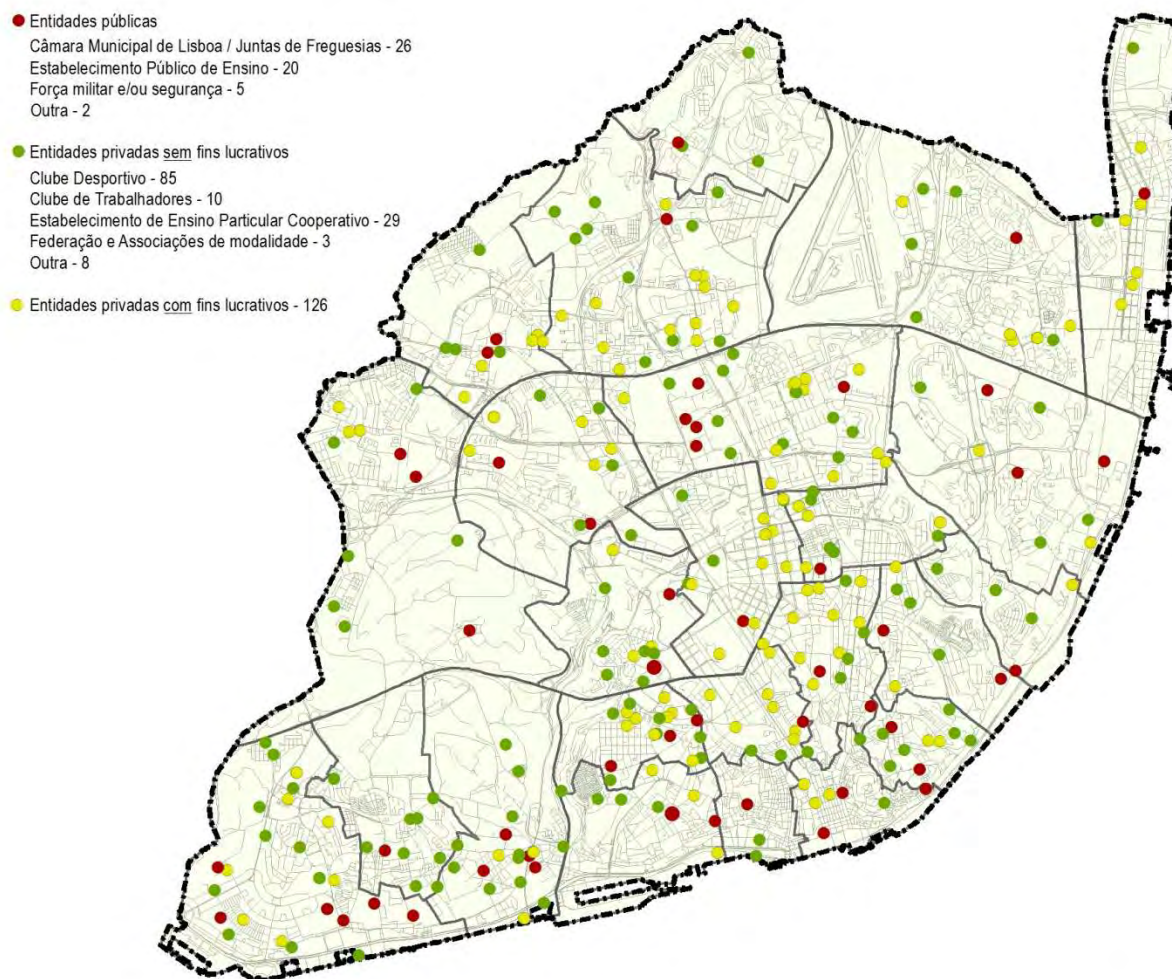 Entidades públicas
Câmara Municipal de Lisboa / Juntas de Freguesias - 26
Estabelecimento Público de Ensino - 20
Força militar e/ou segurança - 5
Outra - 2
Entidades privadas sem fins lucrativos
Clube Desportivo - 85
Clube de Trabalhadores - 10
Estabelecimento de Ensino Particular Cooperativo - 29
Federação e Associações de modalidade - 3
Outra - 8
Entidades privadas com fins lucrativos - 126